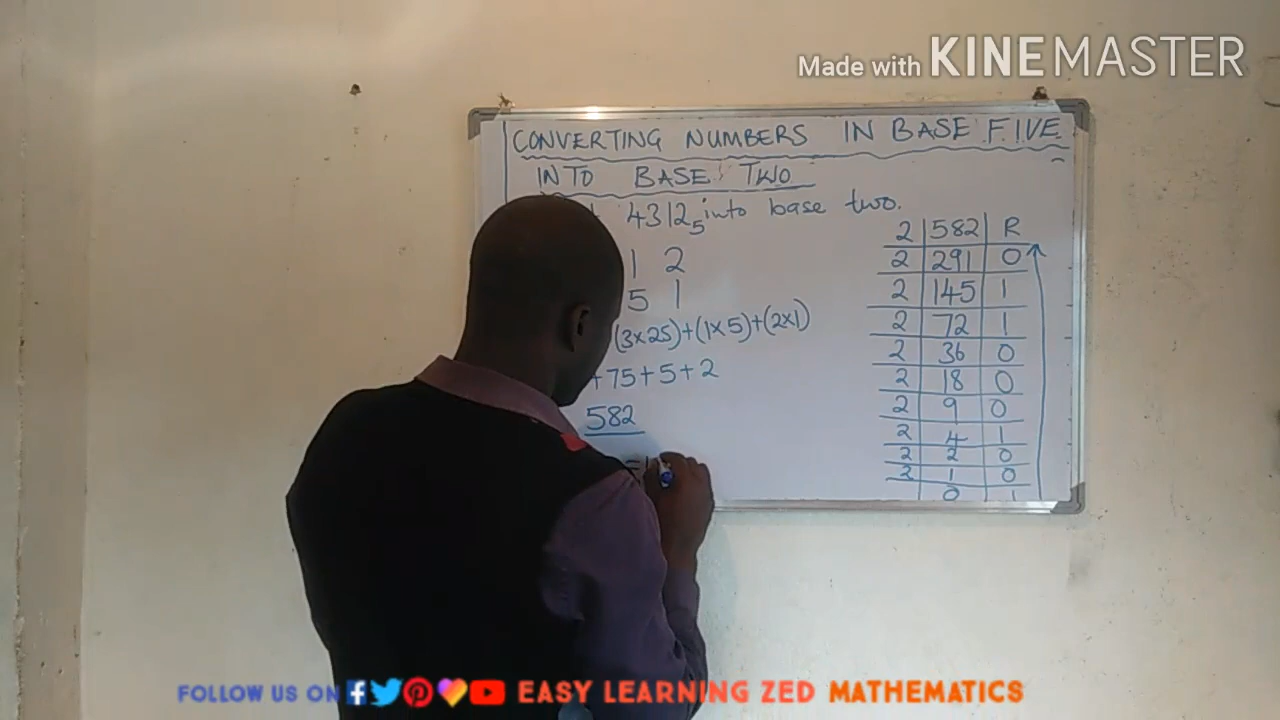 Made with KINEMASTER
CONVERTING NUMBERS IN BASE FIVE
INTO BASE TWO
4312₅ into base two.
1 2
5 1
(3×25)+(1×5)+(2×1)
+75+5+2
582
=1
2 582 R
2 291 0
2 145 1
2 72 1
2 36 0
2 18 0
2 9 0
2 4 1
2 2 0
2 1 0
0 1
FOLLOW US ON EASY LEARNING ZED MATHEMATICS